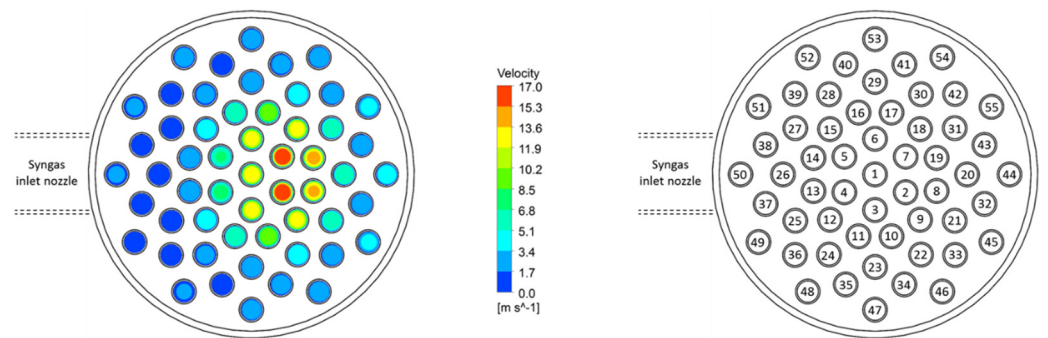 Syngas
inlet nozzle
Velocity
17.0
15.3
13.6
11.9
10.2
8.5
6.8
5.1
3.4
1.7
0.0
[m s^-1]
Syngas
inlet nozzle
53
52 54
40 41
29
39 28 30 42
51 55
16 17
27 15 18 31
6
38 43
14 5 7 19
50 26 1 20 44
13 4 2 8
37 32
3
25 12 9 21
11 10
49 45
36 24 22 33
23
35 34
48 46
47